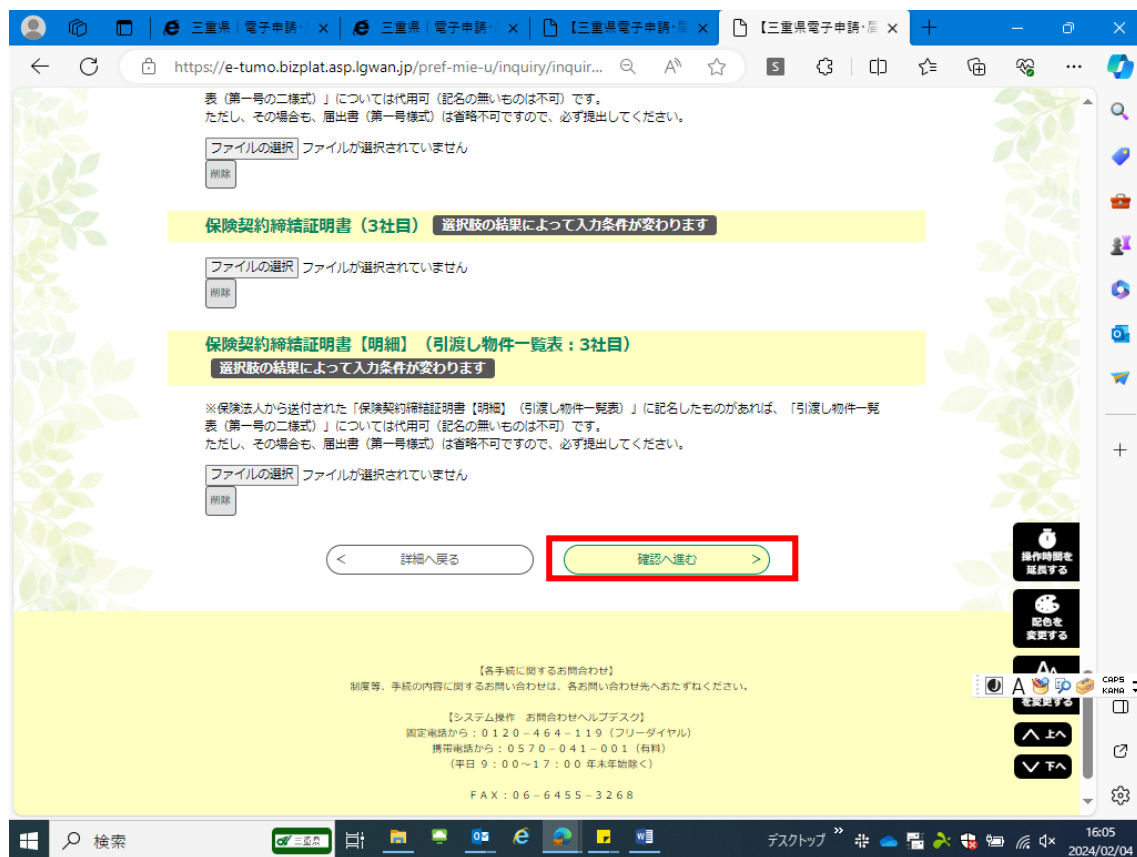 三重県 | 電子申請・
三重県 | 電子申請・
【三重県電子申請・届
【三重県電子申請・届
https://e-tumo.bizplat.asp.lgwan.jp/pref-mie-u/inquiry/inquir...
表（第一号の二様式）」については代用可（記名の無いものは不可）です。
ただし、その場合も、届出書（第一号様式）は省略不可ですので、必ず提出してください。
ファイルの選択 ファイルが選択されていません
削除
保険契約締結証明書（3社目） 選択肢の結果によって入力条件が変わります
ファイルの選択 ファイルが選択されていません
削除
保険契約締結証明書【明細】（引渡し物件一覧表：3社目）
選択肢の結果によって入力条件が変わります
※保険法人から送付された「保険契約締結証明書【明細】（引渡し物件一覧表）」に記名したものがあれば、「引渡し物件一覧
表（第一号の二様式）」については代用可（記名の無いものは不可）です。
ただし、その場合も、届出書（第一号様式）は省略不可ですので、必ず提出してください。
ファイルの選択 ファイルが選択されていません
削除
< 詳細へ戻る
確認へ進む >
操作時間を
延長する
配色を
変更する
を変更する
上へ
下へ
A
CAPS
KANA
【各手続に関するお問合わせ】
制度等、手続の内容に関するお問い合わせは、各お問い合わせ先へおたずねください。
【システム操作 お問合わせヘルプデスク】
固定電話から：０１２０－４６４－１１９（フリーダイヤル）
携帯電話から：０５７０－０４１－００１（有料）
（平日 ９：００～１７：００ 年末年始除く）
ＦＡＸ：０６－６４５５－３２６８
検索
三重県
デスクトップ
16:05
2024/02/04